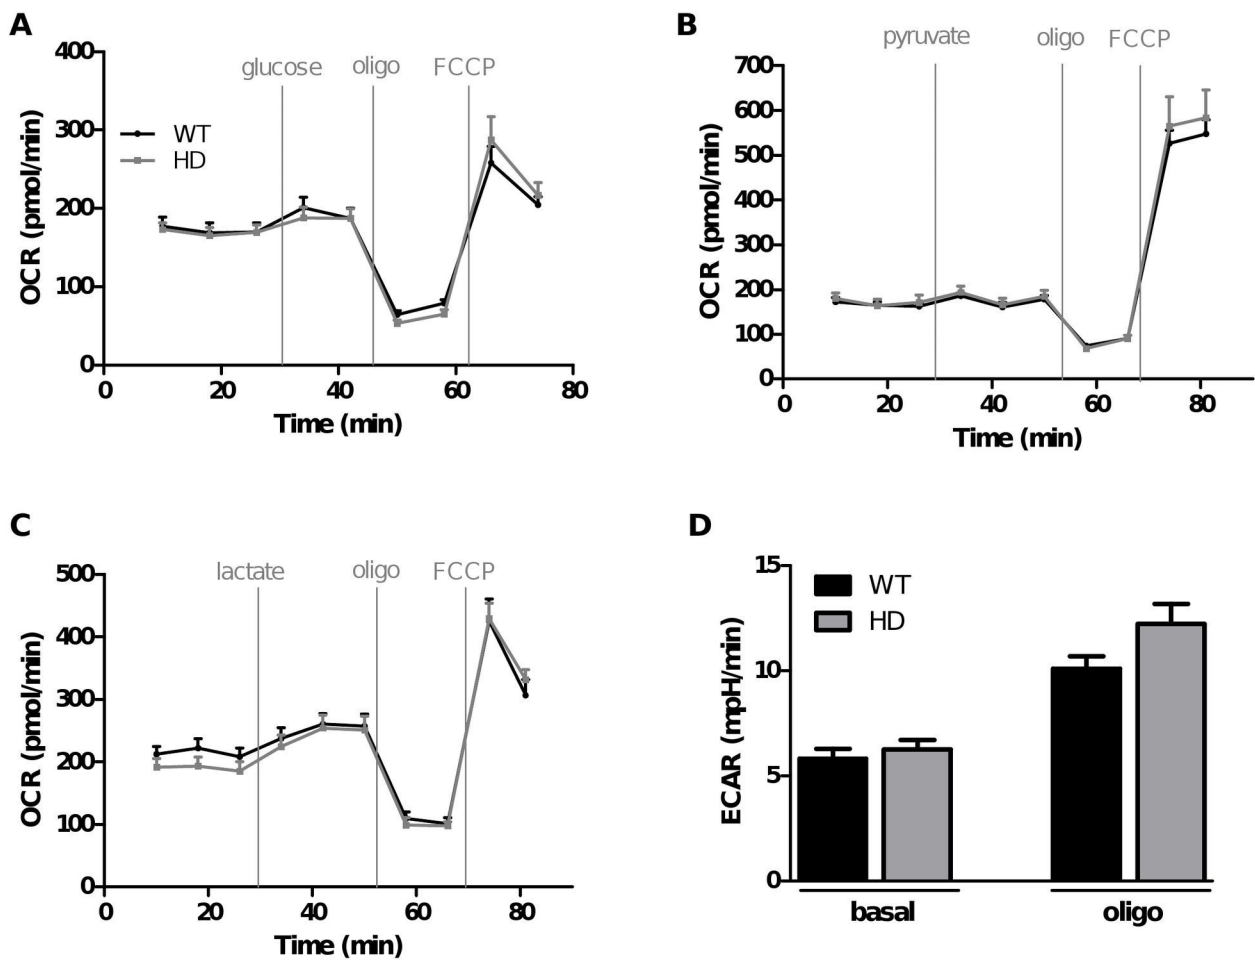 A
glucose oligo FCCP
400
300
200
100
0
OCR (pmol/min)
WT
HD
0 20 40 60 80
Time (min)
B
pyruvate oligo FCCP
700
600
500
400
300
200
100
0
OCR (pmol/min)
0 20 40 60 80
Time (min)
C
lactate oligo FCCP
500
400
300
200
100
0
OCR (pmol/min)
0 20 40 60 80
Time (min)
D
15
10
5
0
ECAR (mpH/min)
WT
HD
basal oligo